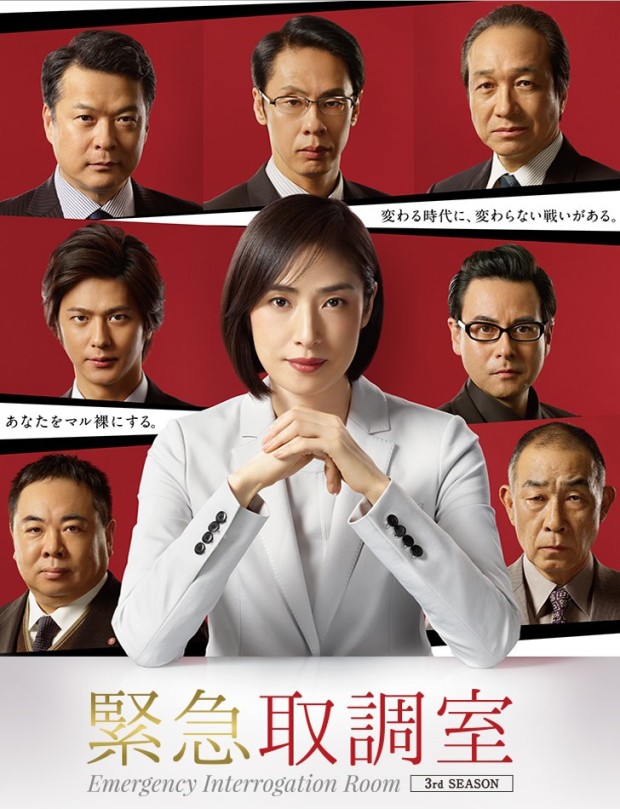 変わる時代に、変わらない戦いがある。
あなたをマル裸にする。
緊急取調室
Emergency Interrogation Room 3rd SEASON